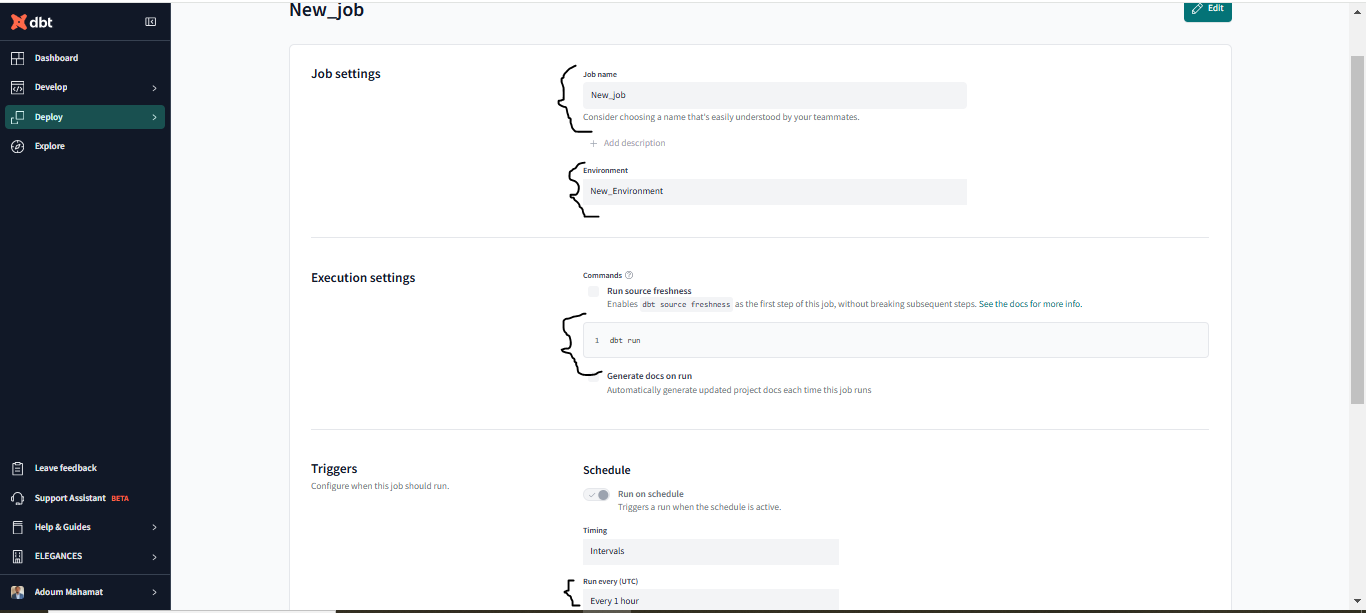 dbt
New_job
Edit
Dashboard
Develop
Deploy
Explore
Job settings
Job name
New_job
Consider choosing a name that's easily understood by your teammates.
+ Add description
Environment
New_Environment
Execution settings
Commands
Run source freshness
Enables dbt source freshness as the first step of this job, without breaking subsequent steps. See the docs for more info.
1 dbt run
Generate docs on run
Automatically generate updated project docs each time this job runs
Triggers
Configure when this job should run.
Schedule
Run on schedule
Triggers a run when the schedule is active.
Timing
Intervals
Run every (UTC)
Every 1 hour
Leave feedback
Support Assistant BETA
Help & Guides
ELEGANCES
Adoum Mahamat